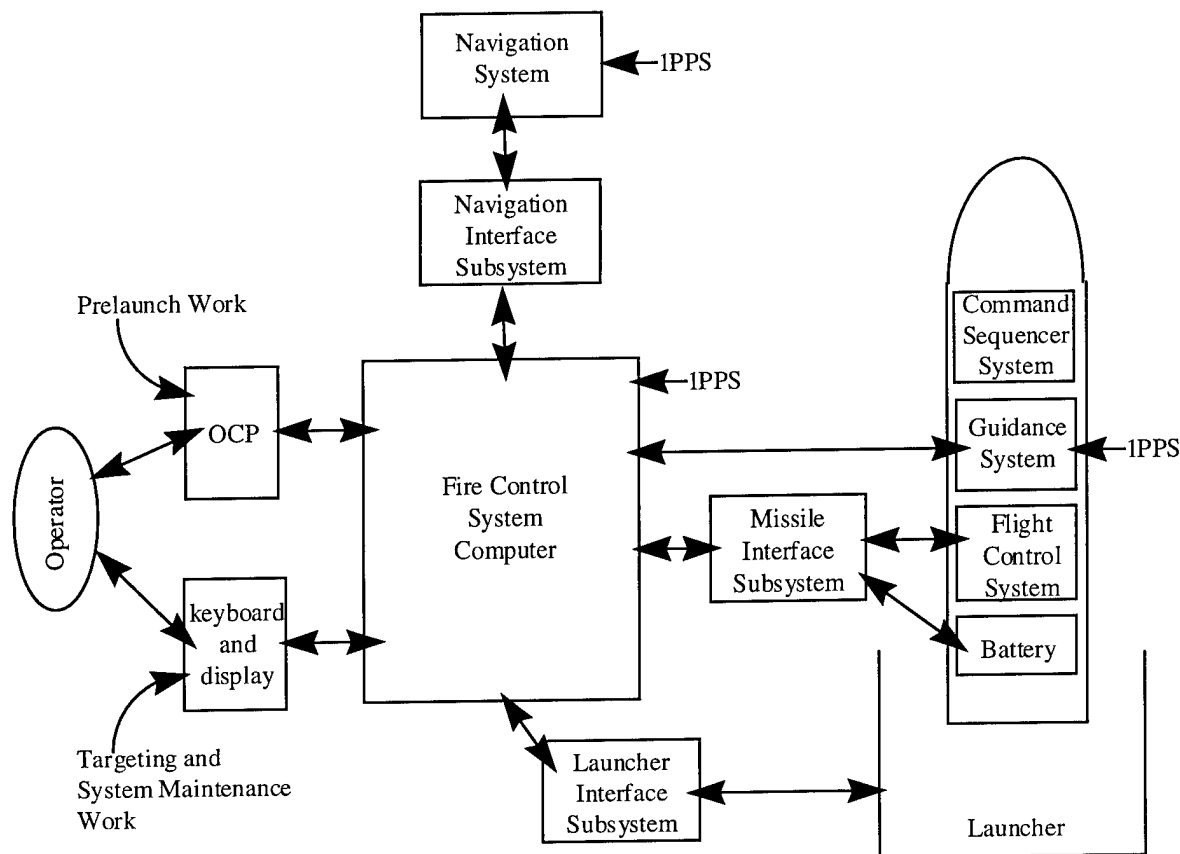 Navigation
System
1PPS
Navigation
Interface
Subsystem
Prelaunch Work
OCP
Operator
keyboard
and
display
Targeting and
System Maintenance
Work
Fire Control
System
Computer
1PPS
Missile
Interface
Subsystem
Launcher
Interface
Subsystem
Command
Sequencer
System
Guidance
System
1PPS
Flight
Control
System
Battery
Launcher